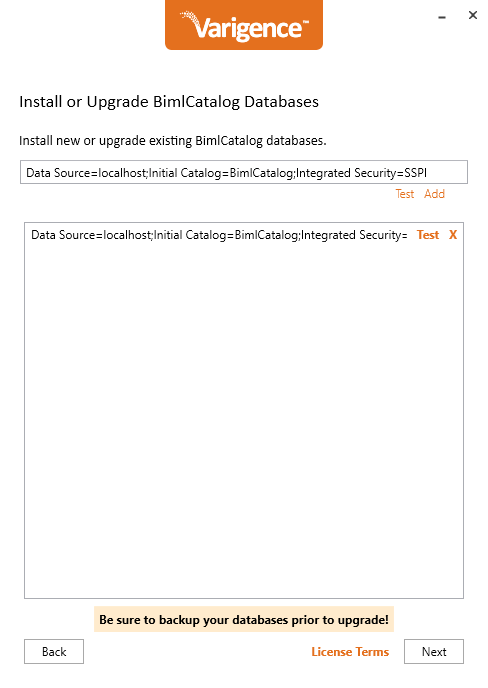 Varigence™
Install or Upgrade BimlCatalog Databases
Install new or upgrade existing BimlCatalog databases.
Data Source=localhost;Initial Catalog=BimlCatalog;Integrated Security=SSPI
Test Add
Data Source=localhost;Initial Catalog=BimlCatalog;Integrated Security= Test X
Be sure to backup your databases prior to upgrade!
Back License Terms Next